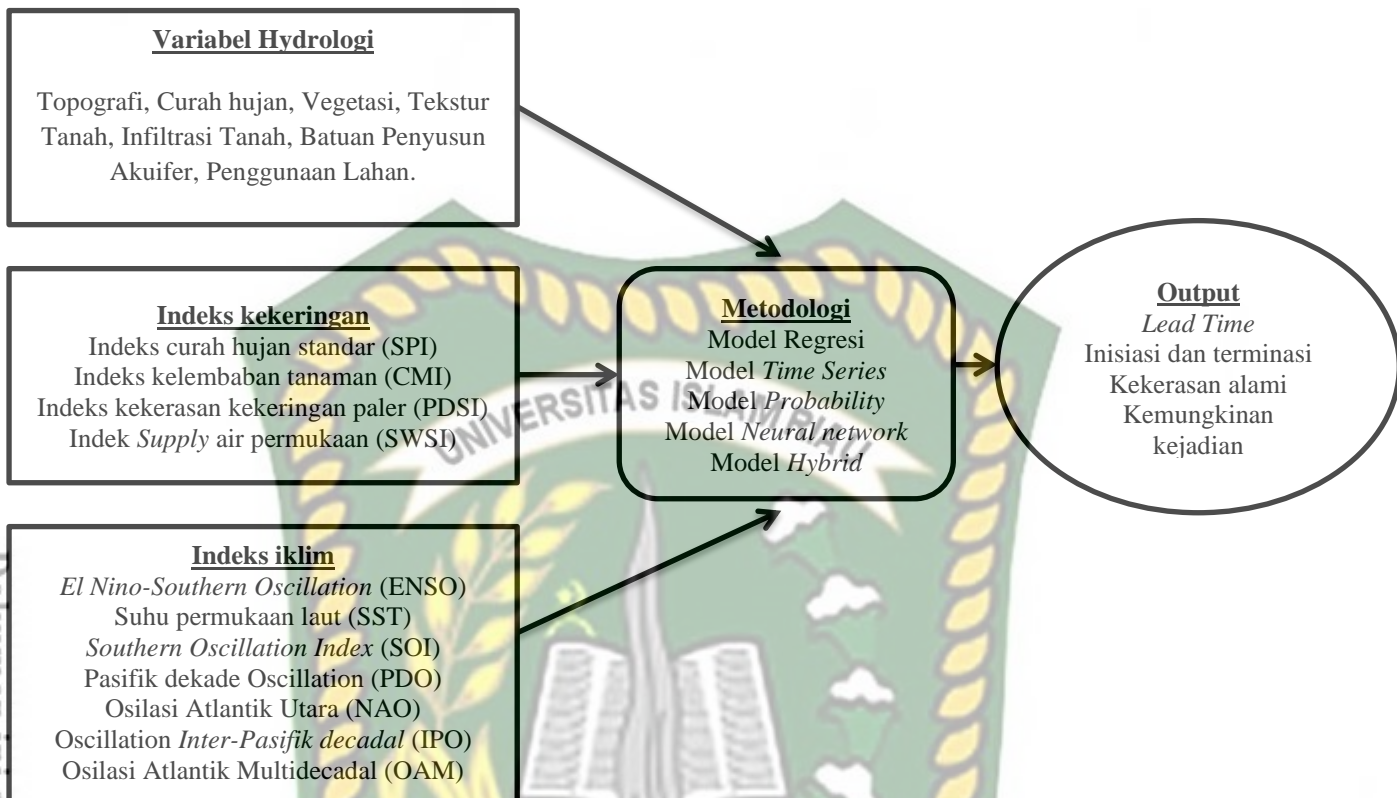 Variabel Hydrologi
Topografi, Curah hujan, Vegetasi, Tekstur
Tanah, Infiltrasi Tanah, Batuan Penyusun
Akuifer, Penggunaan Lahan.
Indeks kekeringan
Indeks curah hujan standar (SPI)
Indeks kelembaban tanaman (CMI)
Indeks kekerasan kekeringan paler (PDSI)
Indek Supply air permukaan (SWSI)
Indeks iklim
El Nino-Southern Oscillation (ENSO)
Suhu permukaan laut (SST)
Southern Oscillation Index (SOI)
Pasifik dekade Oscillation (PDO)
Osilasi Atlantik Utara (NAO)
Oscillation Inter-Pasifik decadal (IPO)
Osilasi Atlantik Multidecadal (OAM)
Metodologi
Model Regresi
Model Time Series
Model Probability
Model Neural network
Model Hybrid
Output
Lead Time
Inisiasi dan terminasi
Kekerasan alami
Kemungkinan
kejadian
UNIVERSITAS ISLAM RIAU